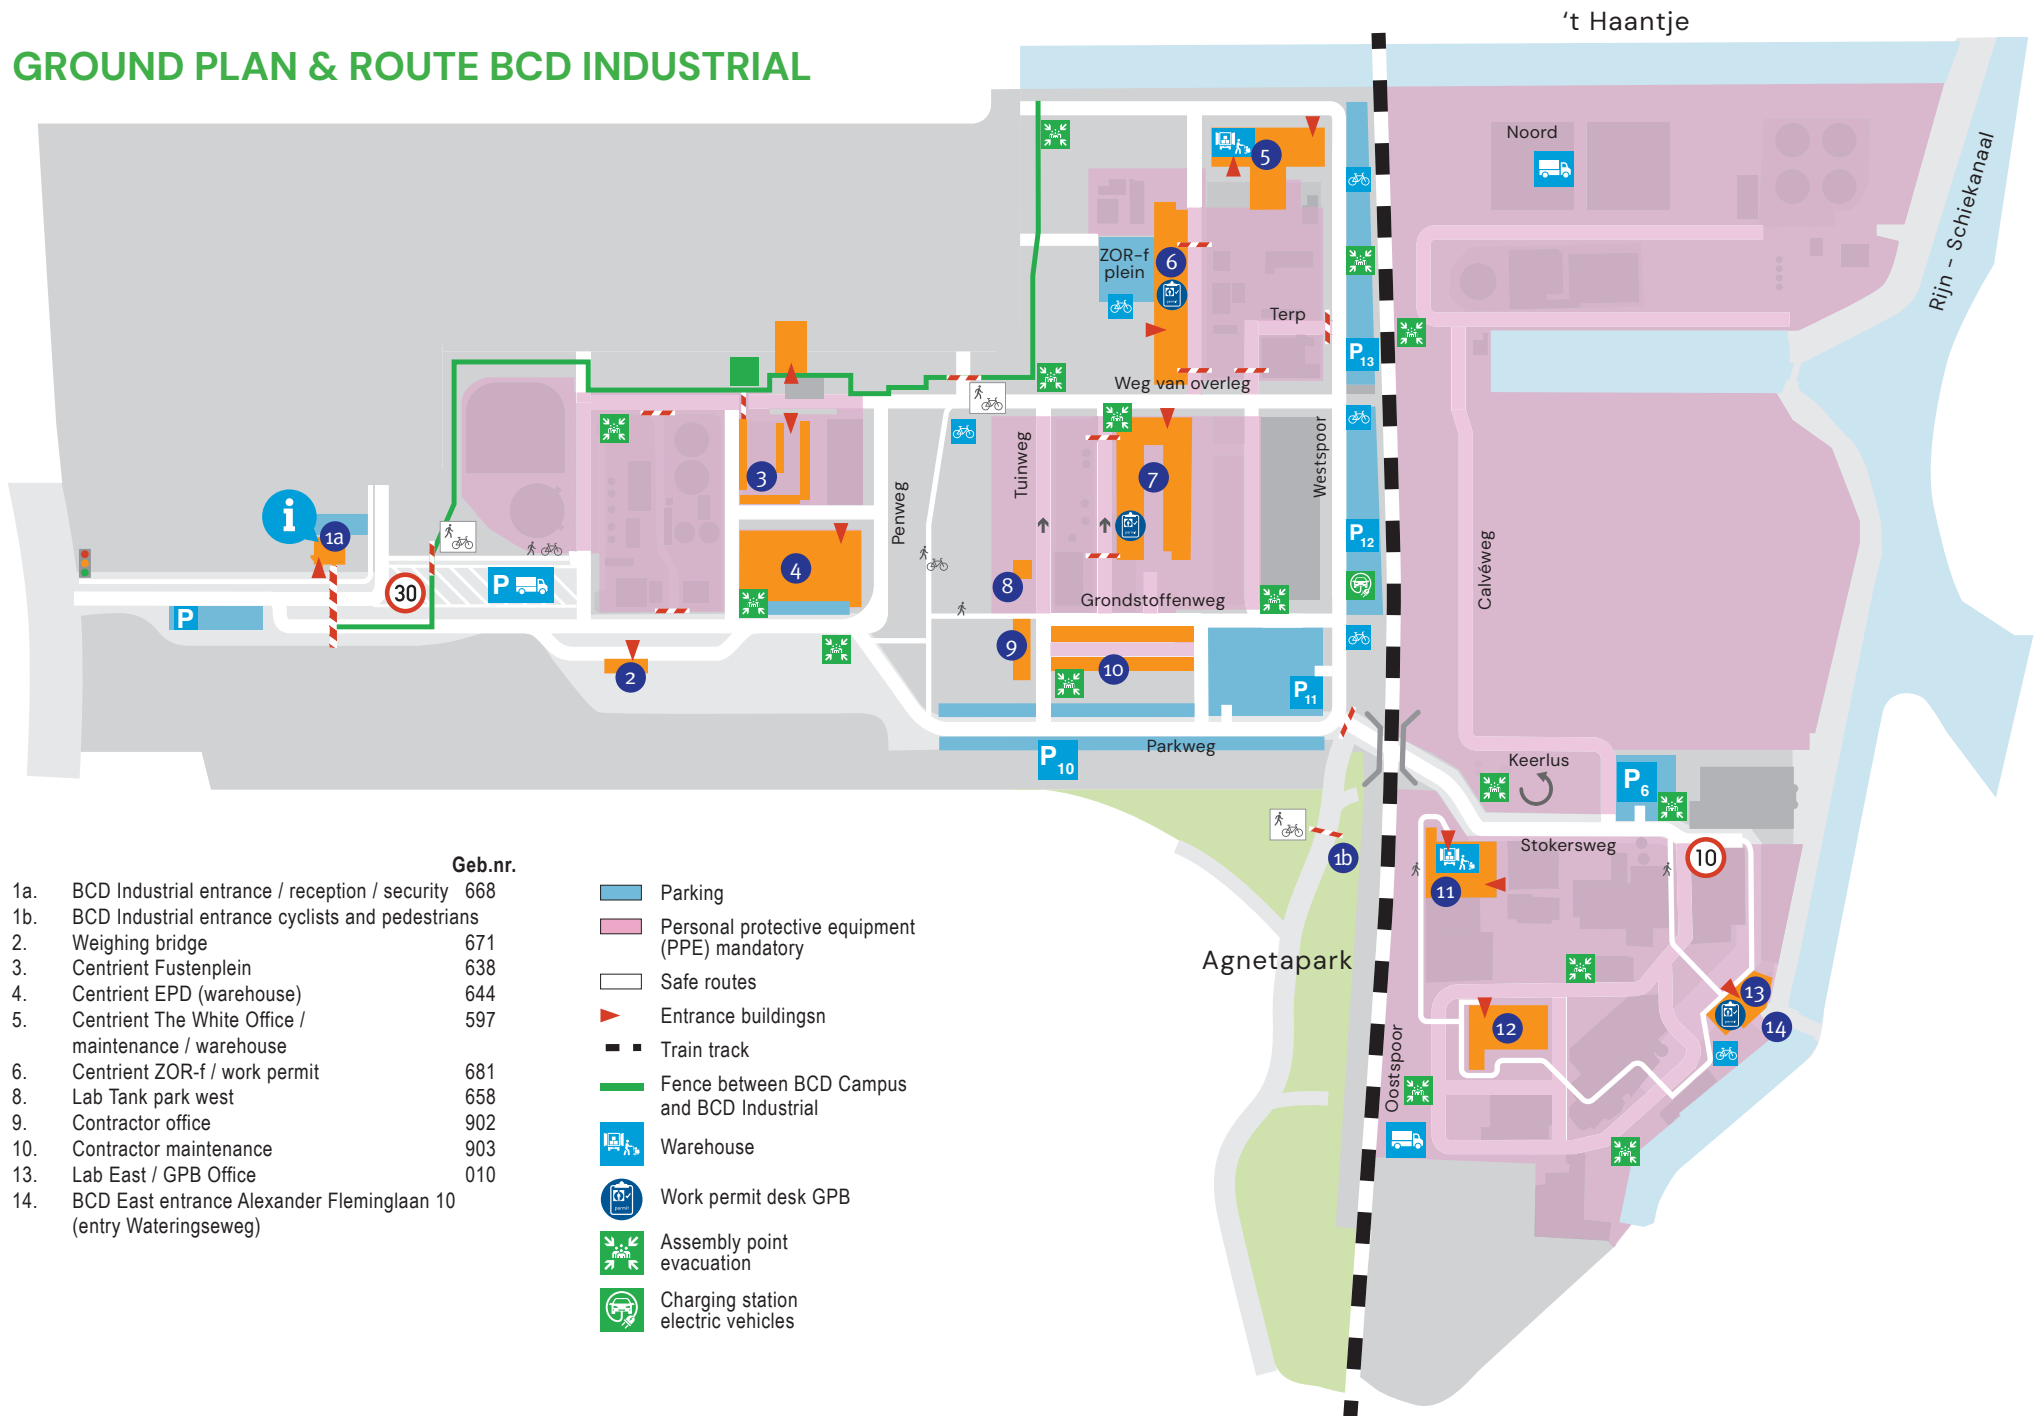 't Haantje
GROUND PLAN & ROUTE BCD INDUSTRIAL
Noord
5
Rijn - Schiekanaal
ZOR-f
plein
6
permit
Terp
P13
Weg van overleg
i
1a
3
Penweg
Tuinweg
7
Westspoor
P12
30
P
4
8
Grondstoffenweg
Calvéweg
P
2
9
10
P11
P10
Parkweg
Keerlus
P6
1b
Stokersweg
10
11
Agnetapark
Oostspoor
12
13
14
Geb.nr.
1a. BCD Industrial entrance / reception / security 668
1b. BCD Industrial entrance cyclists and pedestrians
2. Weighing bridge 671
3. Centrient Fustenplein 638
4. Centrient EPD (warehouse) 644
5. Centrient The White Office / 597
maintenance / warehouse
6. Centrient ZOR-f / work permit 681
8. Lab Tank park west 658
9. Contractor office 902
10. Contractor maintenance 903
13. Lab East / GPB Office 010
14. BCD East entrance Alexander Fleminglaan 10
(entry Wateringseweg)
Parking
Personal protective equipment
(PPE) mandatory
Safe routes
Entrance buildingsn
Train track
Fence between BCD Campus
and BCD Industrial
Warehouse
permit
Work permit desk GPB
Assembly point
evacuation
Charging station
electric vehicles